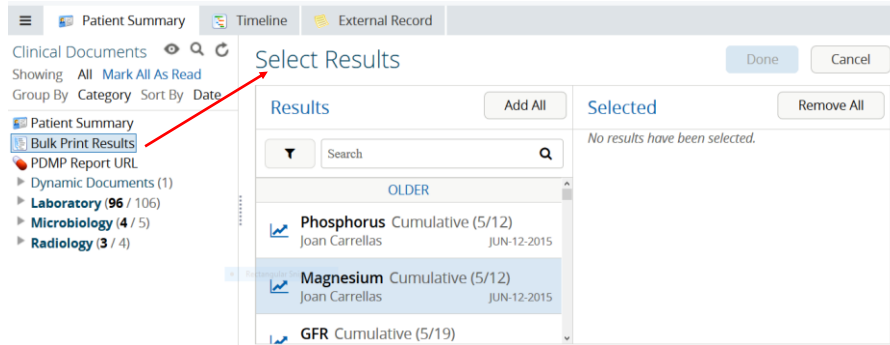 Patient Summary
Timeline
External Record
Clinical Documents
Showing All Mark All As Read
Group By Category Sort By Date
Patient Summary
Bulk Print Results
PDMP Report URL
Dynamic Documents (1)
Laboratory (96 / 106)
Microbiology (4 / 5)
Radiology (3 / 4)
Select Results
Done
Cancel
Results
Add All
Search
OLDER
Phosphorus Cumulative (5/12)
Joan Carrellas JUN-12-2015
Magnesium Cumulative (5/12)
Joan Carrellas JUN-12-2015
GFR Cumulative (5/19)
Selected
Remove All
No results have been selected.